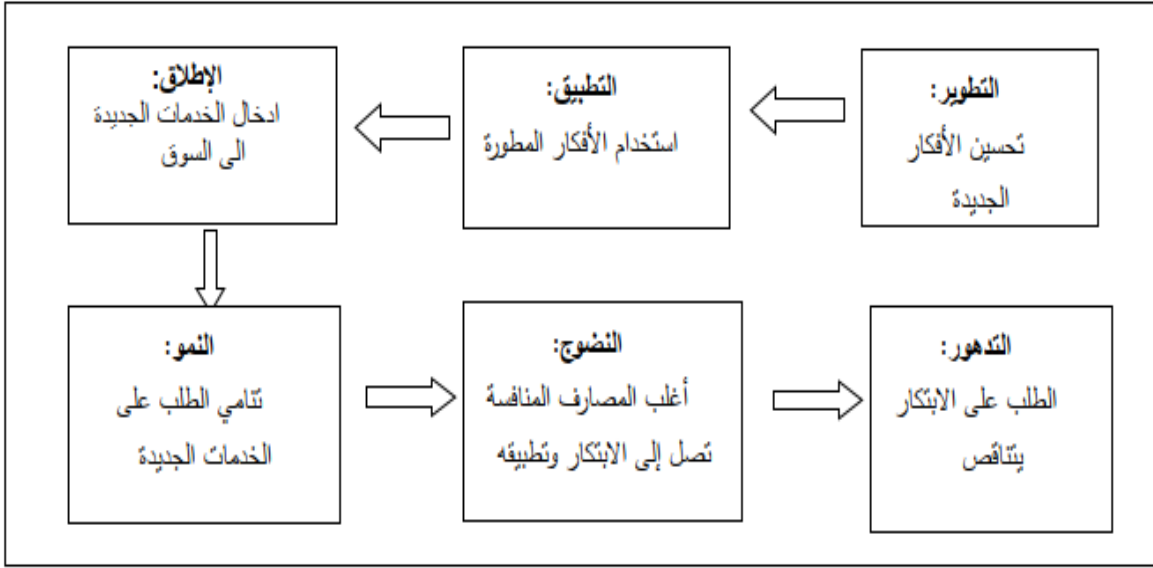 التطوير:
تحسين الأفكار
الجديدة
التطبيق:
استخدام الأفكار المطورة
الإطلاق:
ادخال الخدمات الجديدة
الى السوق
النمو:
تنامي الطلب على
الخدمات الجديدة
النضوج:
أغلب المصارف المنافسة
تصل إلى الابتكار وتطبيقه
التدهور:
الطلب على الابتكار
يتناقص